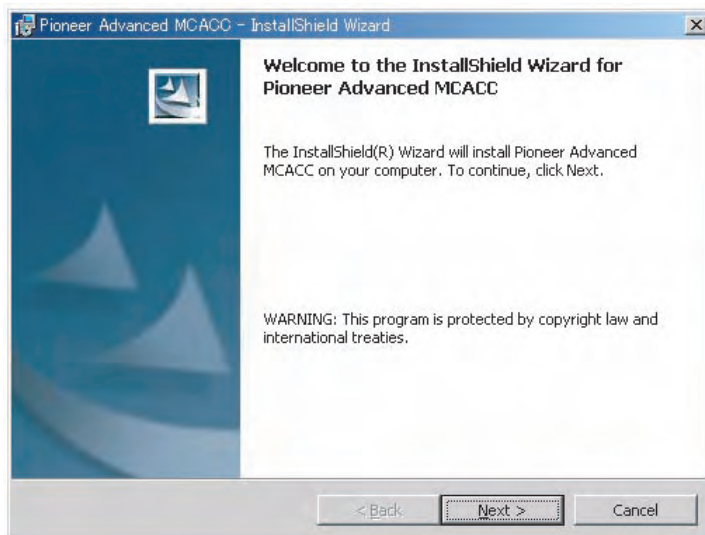 Pioneer Advanced MCACC - InstallShield Wizard
Welcome to the InstallShield Wizard for
Pioneer Advanced MCACC
The InstallShield(R) Wizard will install Pioneer Advanced
MCACC on your computer. To continue, click Next.
WARNING: This program is protected by copyright law and
international treaties.
< Back
Next >
Cancel